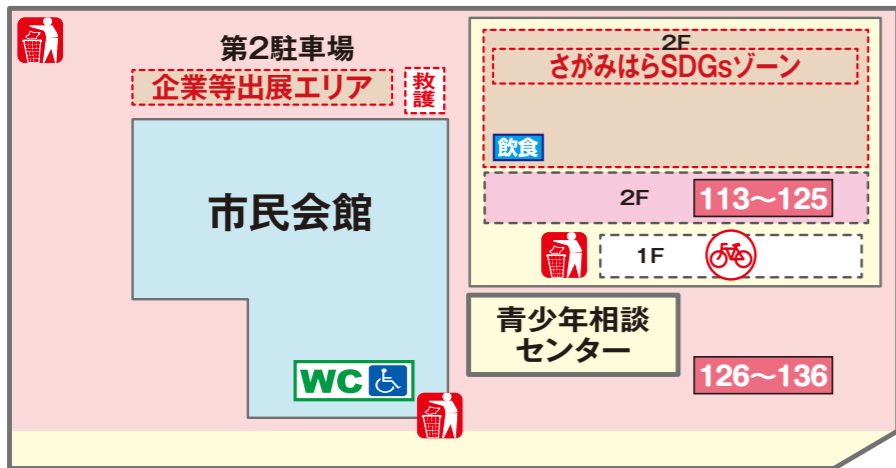 第2駐車場
企業等出展エリア
救護
市民会館
WC
2F
さがみはらSDGsゾーン
飲食
2F
113〜125
1F
青少年相談
センター
126〜136